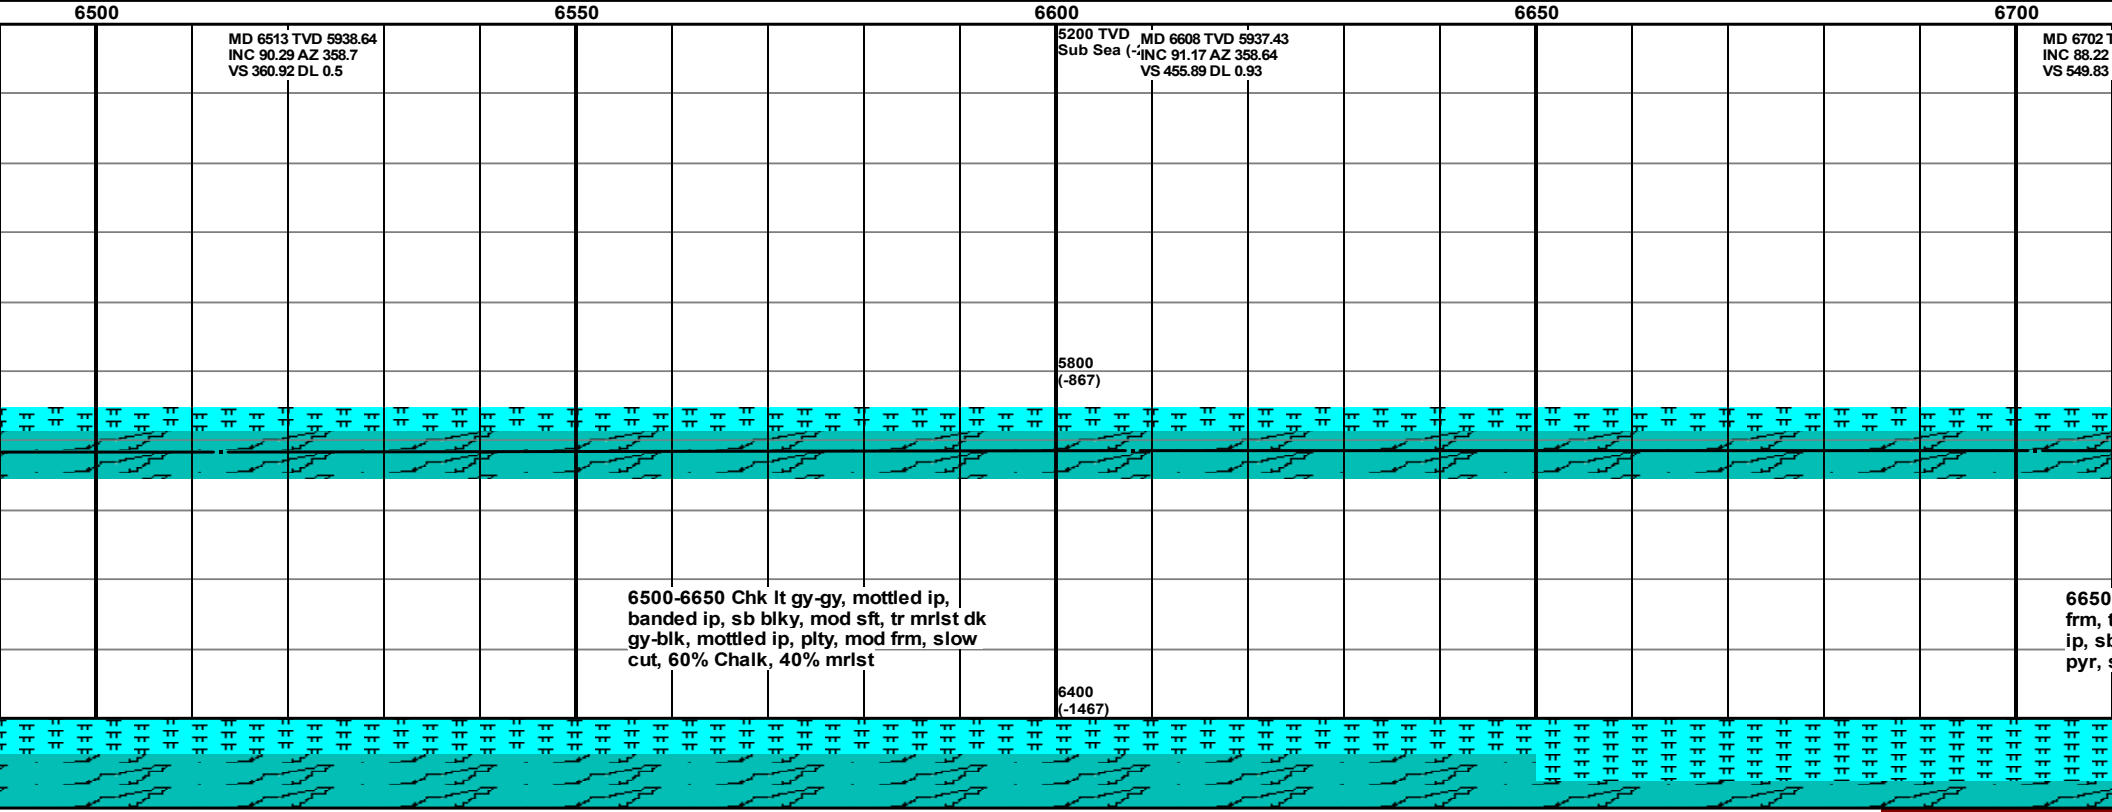 6500 6550 6600 6650 6700
MD 6513 TVD 5938.64
INC 90.29 AZ 358.7
VS 360.92 DL 0.5
5200 TVD
Sub Sea
MD 6608 TVD 5937.43
INC 91.17 AZ 358.64
VS 455.89 DL 0.93
MD 6702
INC 88.22
VS 549.83
5800
(-867)
6500-6650 Chk lt gy-gy, mottled ip,
banded ip, sb blky, mod sft, tr mrlst dk
gy-blk, mottled ip, plty, mod frm, slow
cut, 60% Chalk, 40% mrlst
6650
frm,
ip,
pyr,
6400
(-1467)